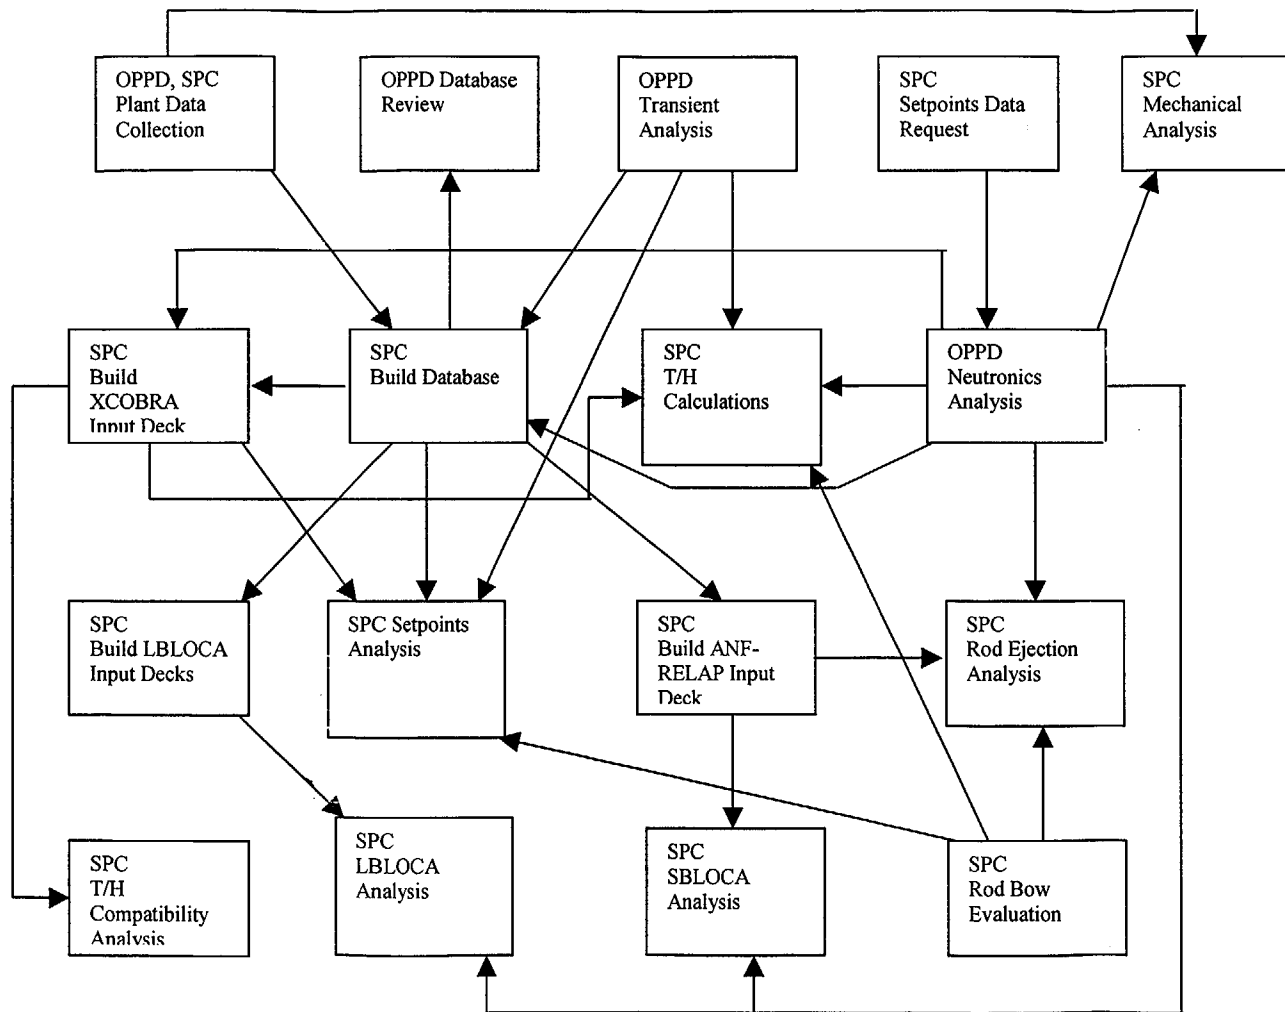 OPPD, SPC
Plant Data
Collection
OPPD Database
Review
OPPD
Transient
Analysis
SPC
Setpoints Data
Request
SPC
Mechanical
Analysis
SPC
Build
XCOBRA
Input Deck
SPC
Build Database
SPC
T/H
Calculations
OPPD
Neutronics
Analysis
SPC
Build LBLOCA
Input Decks
SPC Setpoints
Analysis
SPC
Build ANF-
RELAP Input
Deck
SPC
Rod Ejection
Analysis
SPC
T/H
Compatibility
Analysis
SPC
LBLOCA
Analysis
SPC
SBLOCA
Analysis
SPC
Rod Bow
Evaluation